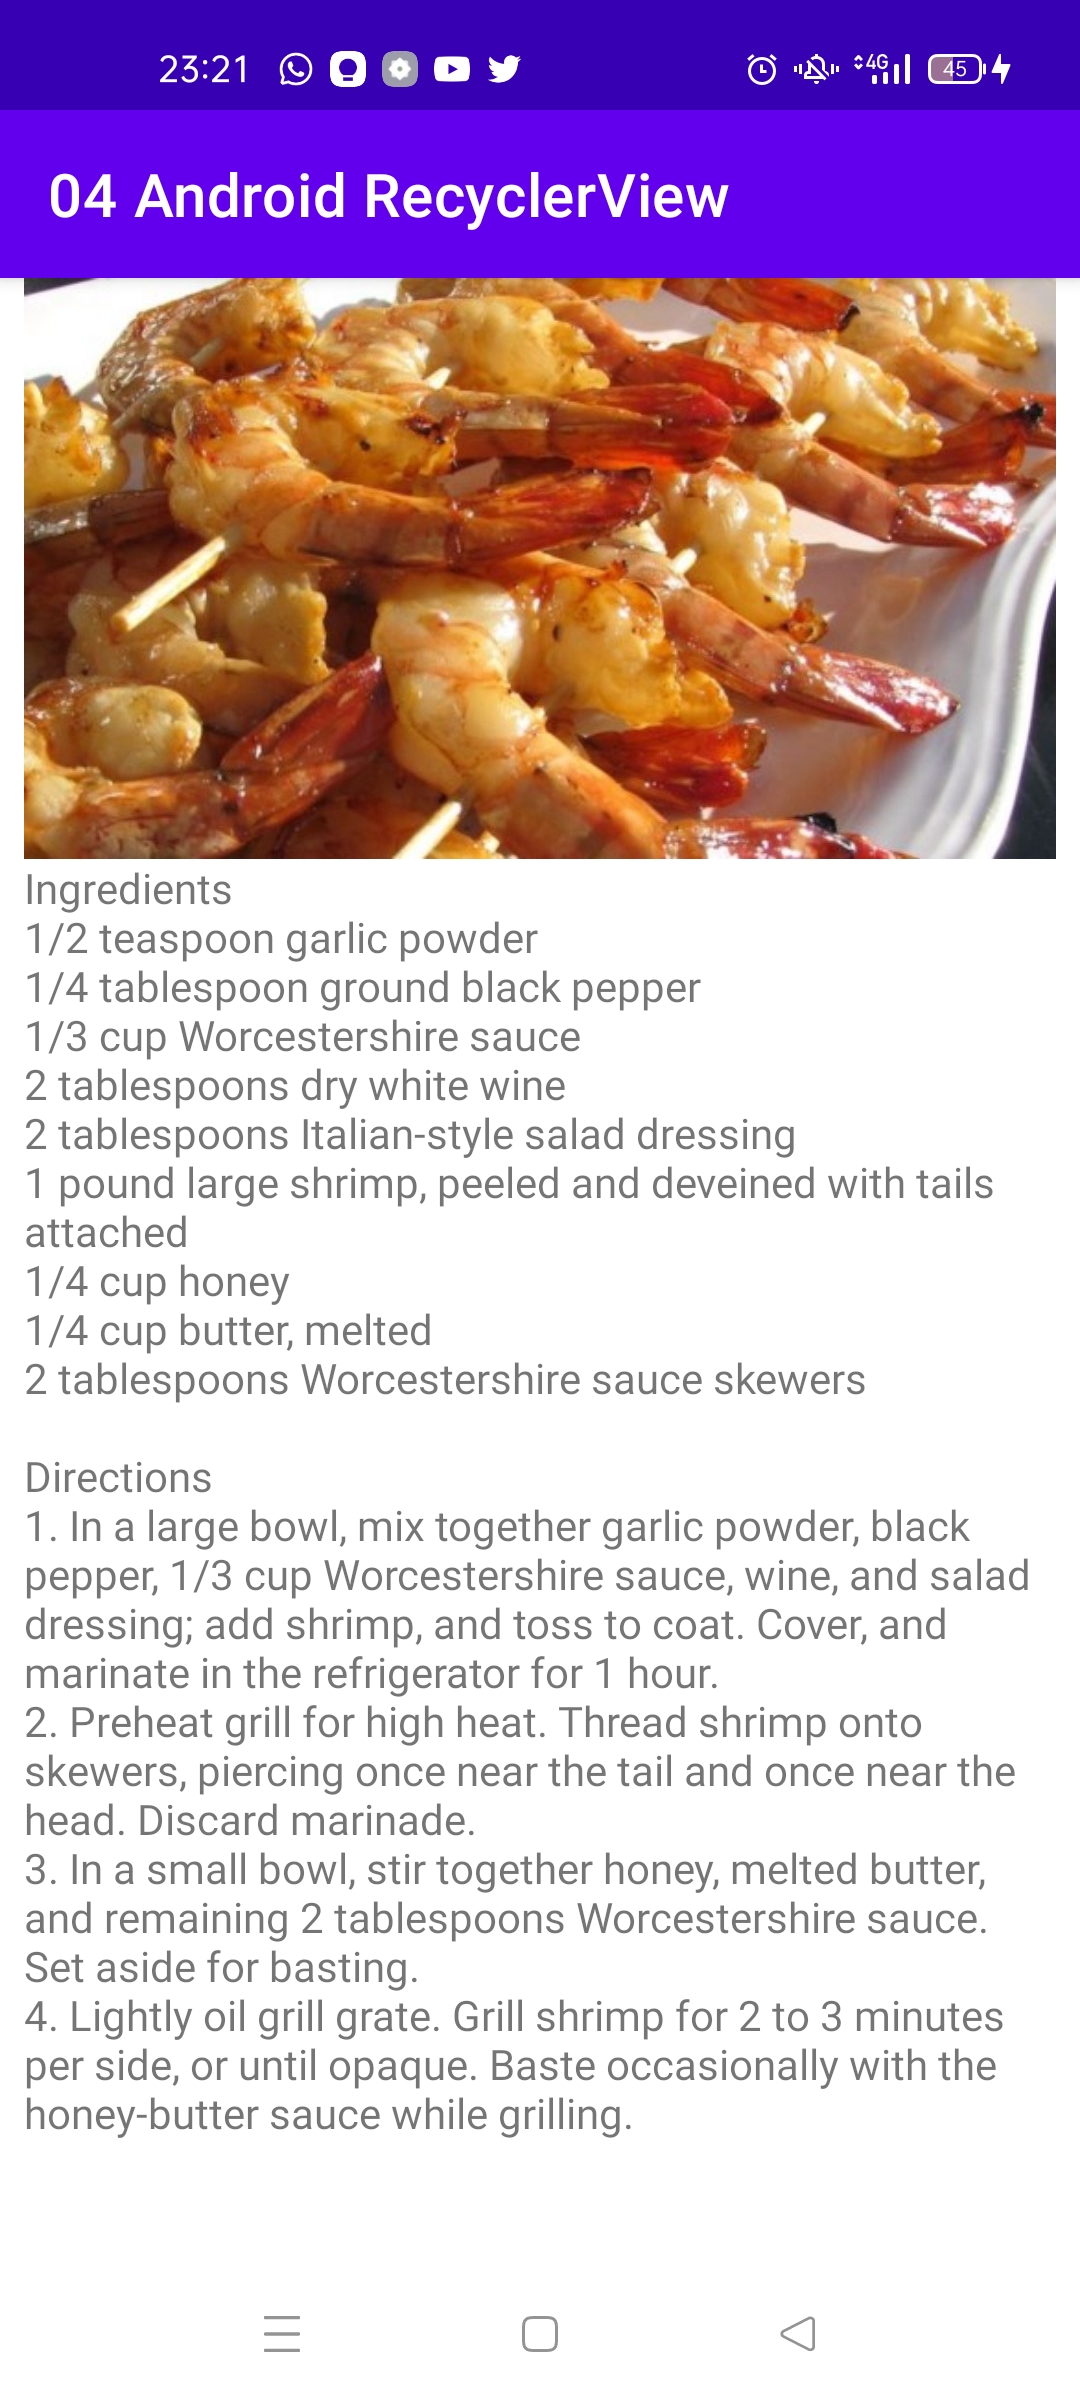 23:21
4G
45
04 Android RecyclerView
Ingredients
1/2 teaspoon garlic powder
1/4 tablespoon ground black pepper
1/3 cup Worcestershire sauce
2 tablespoons dry white wine
2 tablespoons Italian-style salad dressing
1 pound large shrimp, peeled and deveined with tails
attached
1/4 cup honey
1/4 cup butter, melted
2 tablespoons Worcestershire sauce skewers
Directions
1. In a large bowl, mix together garlic powder, black
pepper, 1/3 cup Worcestershire sauce, wine, and salad
dressing; add shrimp, and toss to coat. Cover, and
marinate in the refrigerator for 1 hour.
2. Preheat grill for high heat. Thread shrimp onto
skewers, piercing once near the tail and once near the
head. Discard marinade.
3. In a small bowl, stir together honey, melted butter,
and remaining 2 tablespoons Worcestershire sauce.
Set aside for basting.
4. Lightly oil grill grate. Grill shrimp for 2 to 3 minutes
per side, or until opaque. Baste occasionally with the
honey-butter sauce while grilling.